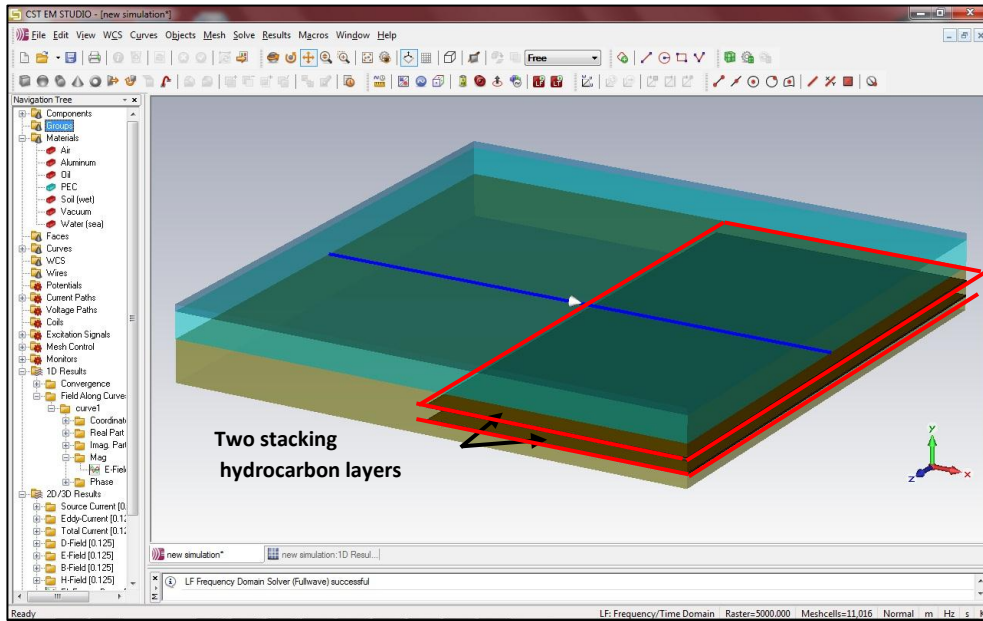 CST EM STUDIO - [new simulation*]
File Edit View WCS Curves Objects Mesh Solve Results Macros Window Help
Free
Navigation Tree
Components
Groups
Materials
Air
Aluminum
Oil
PEC
Soil (wet)
Vacuum
Water (sea)
Faces
Curves
WCS
Wires
Potentials
Current Paths
Voltage Paths
Coils
Excitation Signals
Mesh Control
Monitors
1D Results
Convergence
Field Along Curve
curve1
Coordinat
Real Part
Imag. Part
Mag
E-Fiel
Phase
2D/3D Results
Source Current [0.
Eddy-Current [0.12
Total Current [0.12
D-Field [0.125]
E-Field [0.125]
B-Field [0.125]
H-Field [0.125]
Two stacking
hydrocarbon layers
y
z
x
new simulation*
new simulation:1D Resul...
LF Frequency Domain Solver (Fullwave) successful
Ready
LF: Frequency/Time Domain Raster=5000.000 Meshcells=11,016 Normal m Hz s K